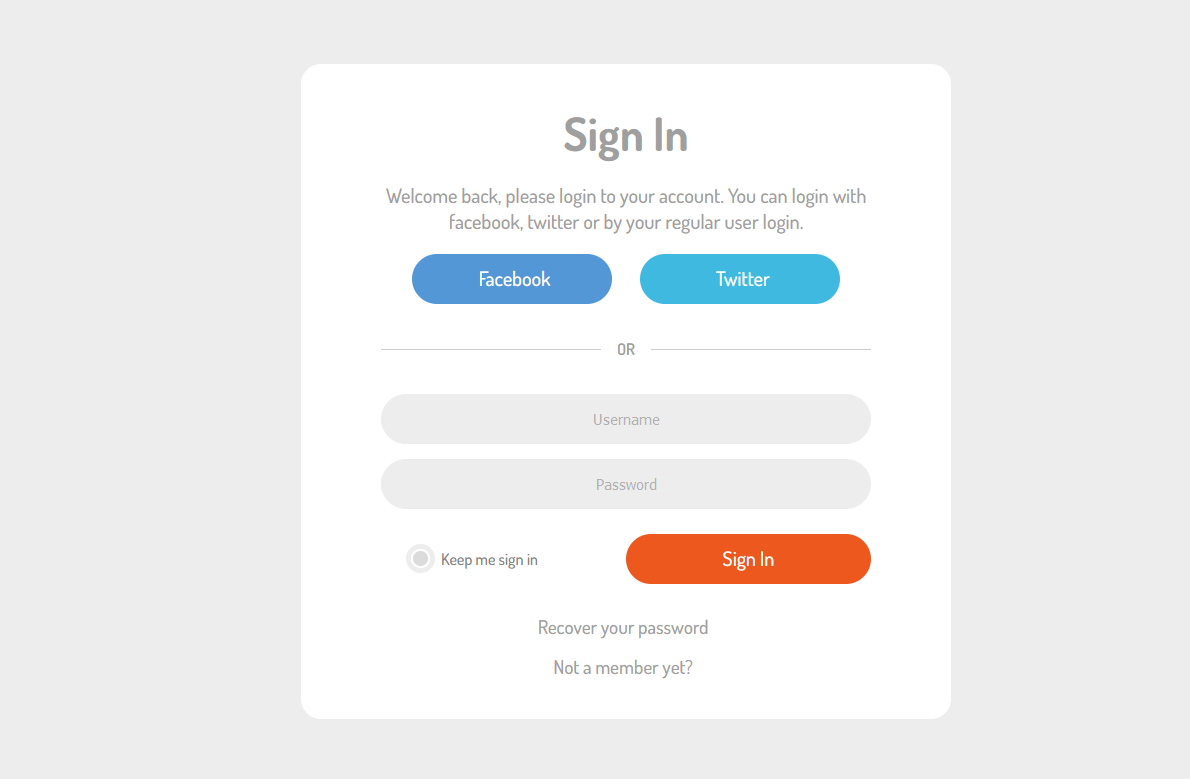 Sign In
Welcome back, please login to your account. You can login with
facebook, twitter or by your regular user login.
Facebook
Twitter
OR
Username
Password
Keep me sign in
Sign In
Recover your password
Not a member yet?